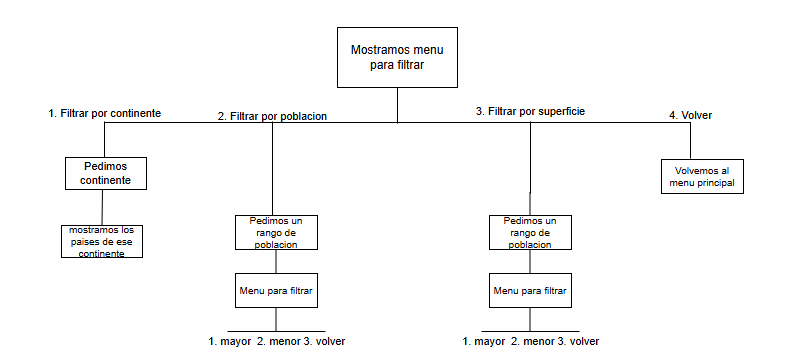 Mostramos menu
para filtrar
1. Filtrar por continente
2. Filtrar por poblacion
3. Filtrar por superficie
4. Volver
Pedimos
continente
Volvemos al
menu principal
mostramos los
paises de ese
continente
Pedimos un
rango de
poblacion
Pedimos un
rango de
poblacion
Menu para filtrar
Menu para filtrar
1. mayor 2. menor 3. volver
1. mayor 2. menor 3. volver